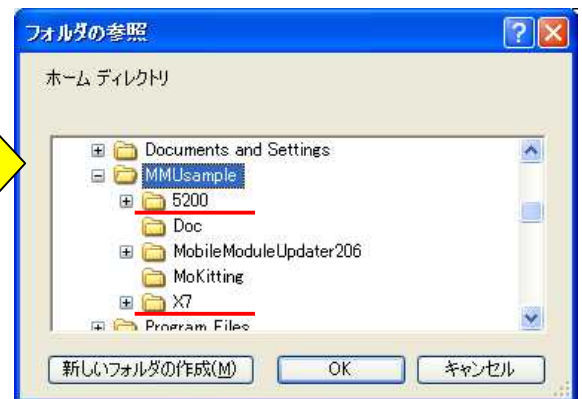 フォルダの参照
ホーム ディレクトリ
Documents and Settings
MMUsample
5200
Doc
MobileModuleUpdater206
MoKitting
X7
Program Files
新しいフォルダの作成(M)
OK
キャンセル